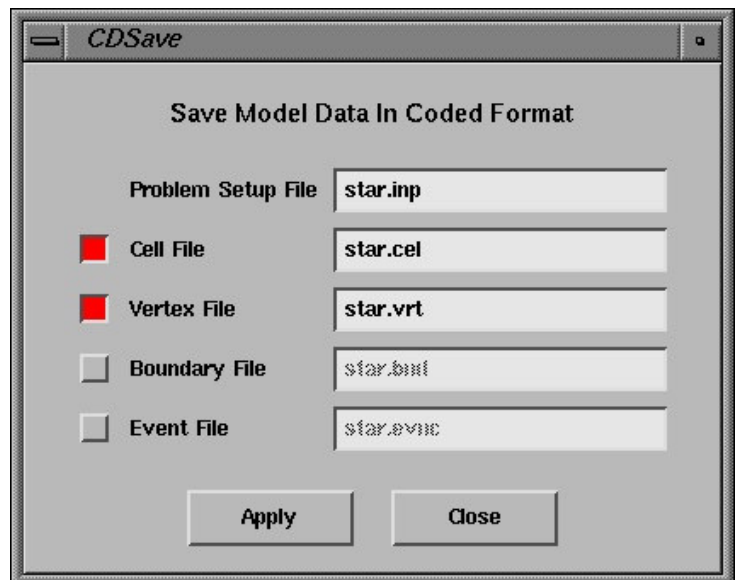 CDSave
Save Model Data In Coded Format
Problem Setup File star.inp
Cell File star.cel
Vertex File star.vrt
Boundary File star.bnd
Event File star.evnc
Apply Close